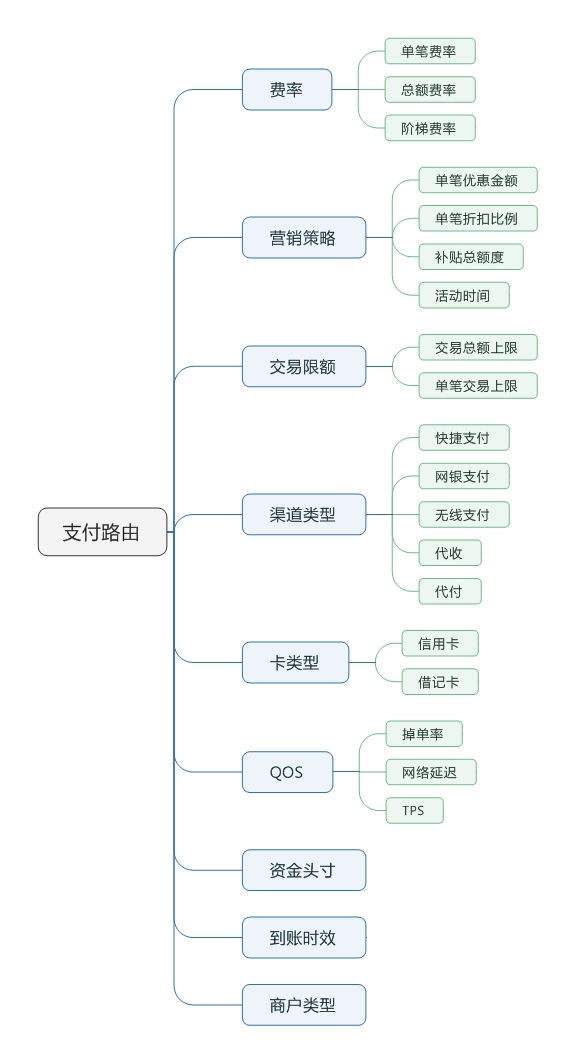 支付路由
费率
单笔费率
总额费率
阶梯费率
营销策略
单笔优惠金额
单笔折扣比例
补贴总额度
活动时间
交易限额
交易总额上限
单笔交易上限
渠道类型
快捷支付
网银支付
无线支付
代收
代付
卡类型
信用卡
借记卡
QOS
掉单率
网络延迟
TPS
资金头寸
到账时效
商户类型